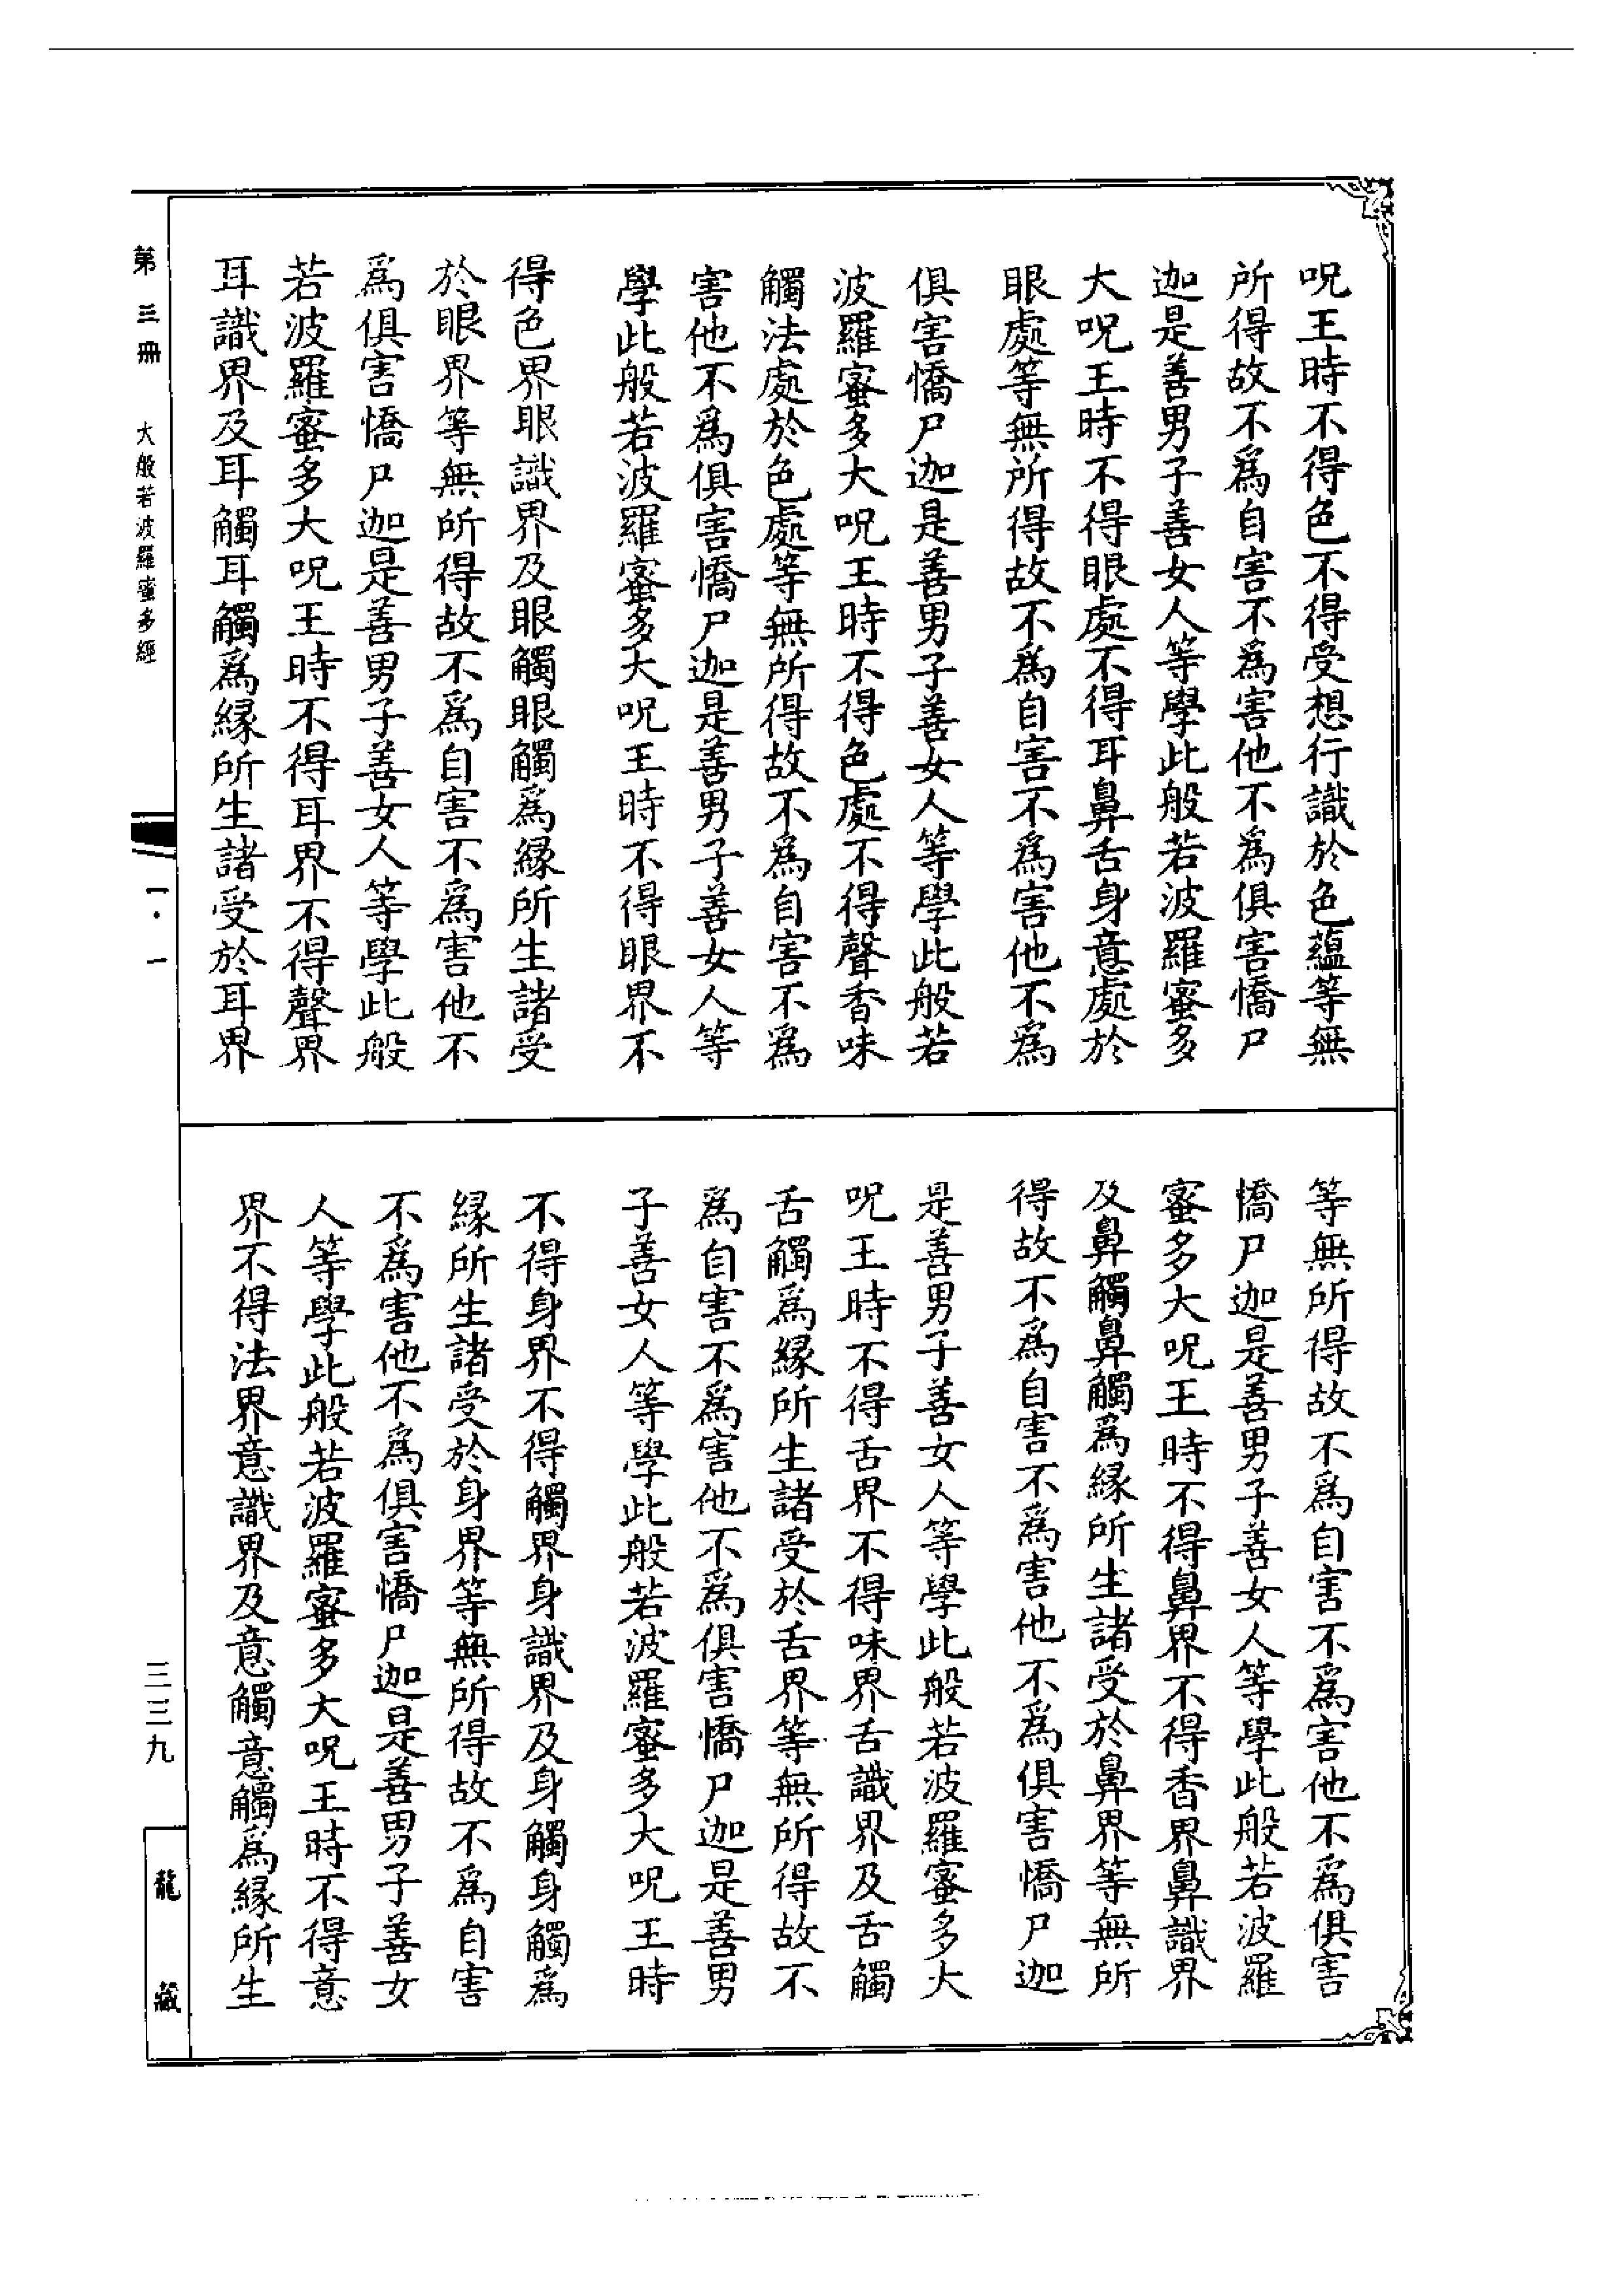 呪王時不得色不得受想行識於色蘊等無
所得故不爲自害不爲害他不爲俱害憍尸
迦是善男子善女人等學此般若波羅蜜多
大呪王時不得眼處不得耳鼻舌身意處於
眼處等無所得故不爲自害不爲害他不爲
俱害憍尸迦是善男子善女人等學此般若
波羅蜜多大呪王時不得色處不得聲香味
觸法處於色處等無所得故不爲自害不爲
害他不爲俱害憍尸迦是善男子善女人等
學此般若波羅蜜多大呪王時不得眼界不
得色界眼識界及眼觸眼觸爲緣所生諸受
於眼界等無所得故不爲自害不爲害他不
爲俱害憍尸迦是善男子善女人等學此般
若波羅蜜多大呪王時不得耳界不得聲界
耳識界及耳觸耳觸爲緣所生諸受於耳界
等無所得故不爲自害不爲害他不爲俱害
憍尸迦是善男子善女人等學此般若波羅
蜜多大呪王時不得鼻界不得香界鼻識界
及鼻觸鼻觸爲緣所生諸受於鼻界等無所
得故不爲自害不爲害他不爲俱害憍尸迦
是善男子善女人等學此般若波羅蜜多大
呪王時不得舌界不得味界舌識界及舌觸
舌觸爲緣所生諸受於舌界等無所得故不
爲自害不爲害他不爲俱害憍尸迦是善男
子善女人等學此般若波羅蜜多大呪王時
不得身界不得觸界身識界及身觸身觸爲
緣所生諸受於身界等無所得故不爲自害
不爲害他不爲俱害憍尸迦是善男子善女
人等學此般若波羅蜜多大呪王時不得意
界不得法界意識界及意觸意觸爲緣所生
第三冊 大般若波羅蜜多經 一·一 三三九 龍藏